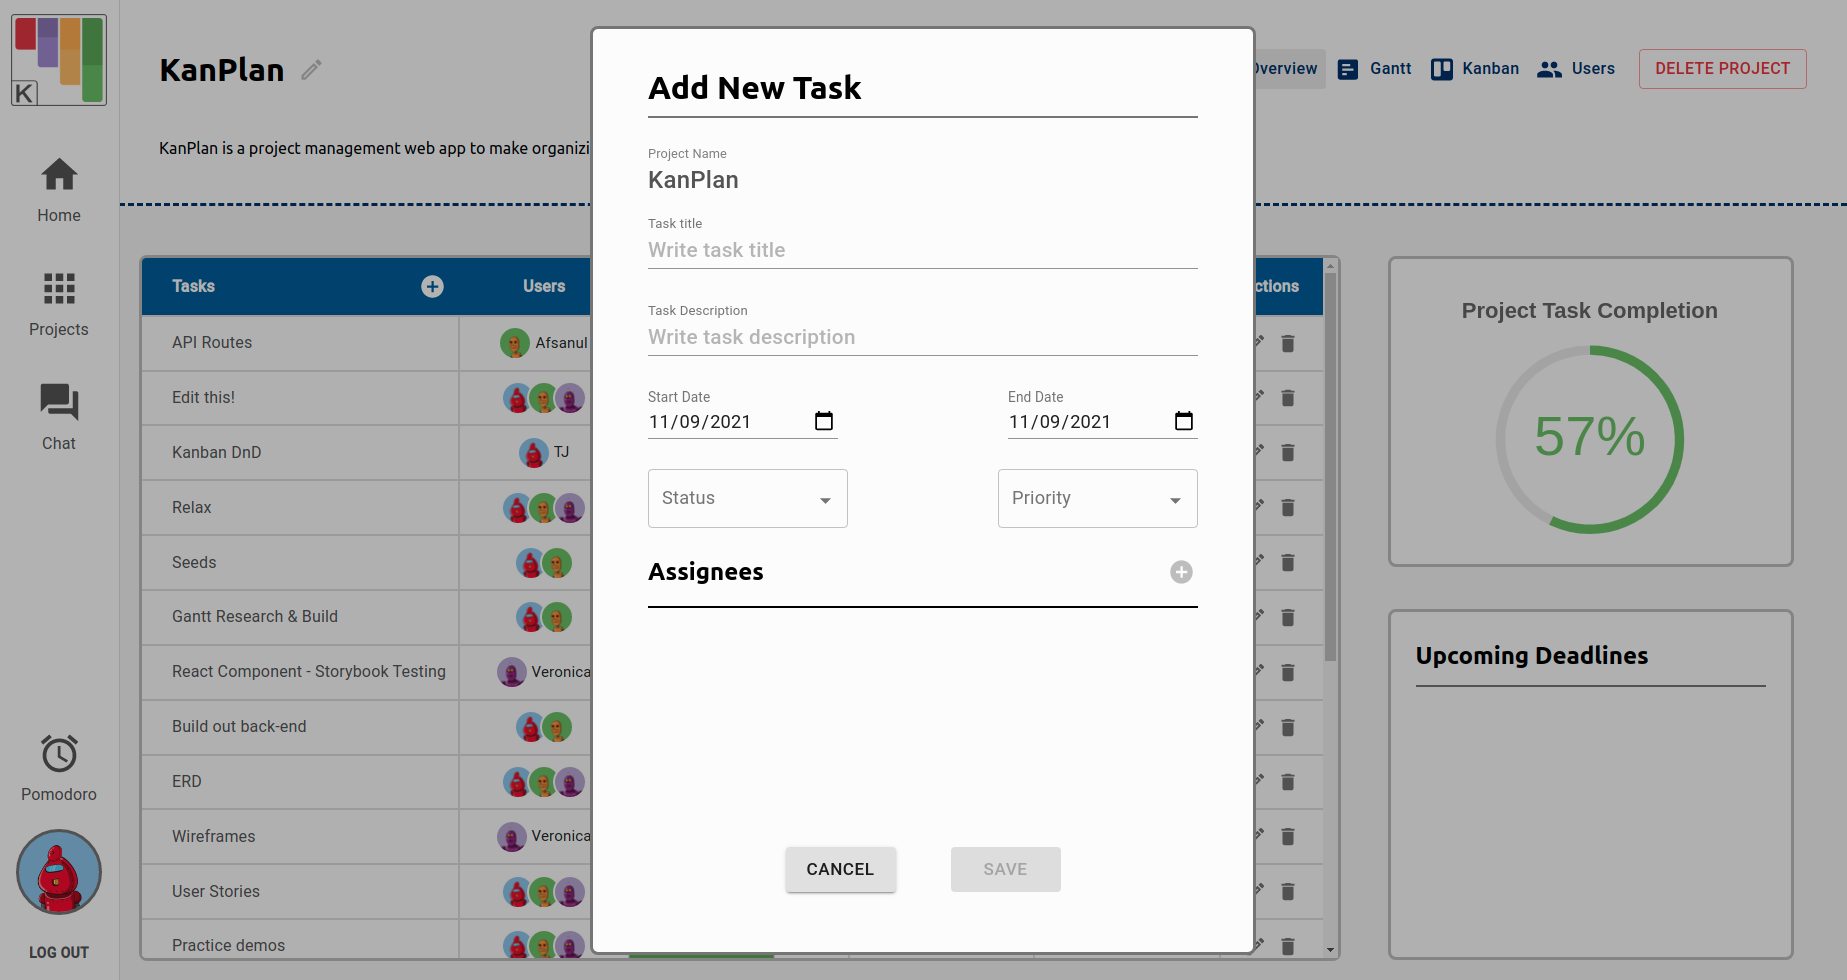 K
Home
Projects
Chat
Pomodoro
LOG OUT
KanPlan
Gantt
Kanban
Users
DELETE PROJECT
KanPlan is a project management web app to make
Tasks
Users
API Routes
Afsanul
Edit this!
Kanban DnD
TJ
Relax
Seeds
Gantt Research & Build
React Component - Storybook Testing
Veronica
Build out back-end
ERD
Wireframes
Veronica
User Stories
Practice demos
Add New Task
Project Name
KanPlan
Task title
Write task title
Task Description
Write task description
Start Date
11/09/2021
End Date
11/09/2021
Status
Priority
Assignees
CANCEL
SAVE
Project Task Completion
57%
Upcoming Deadlines